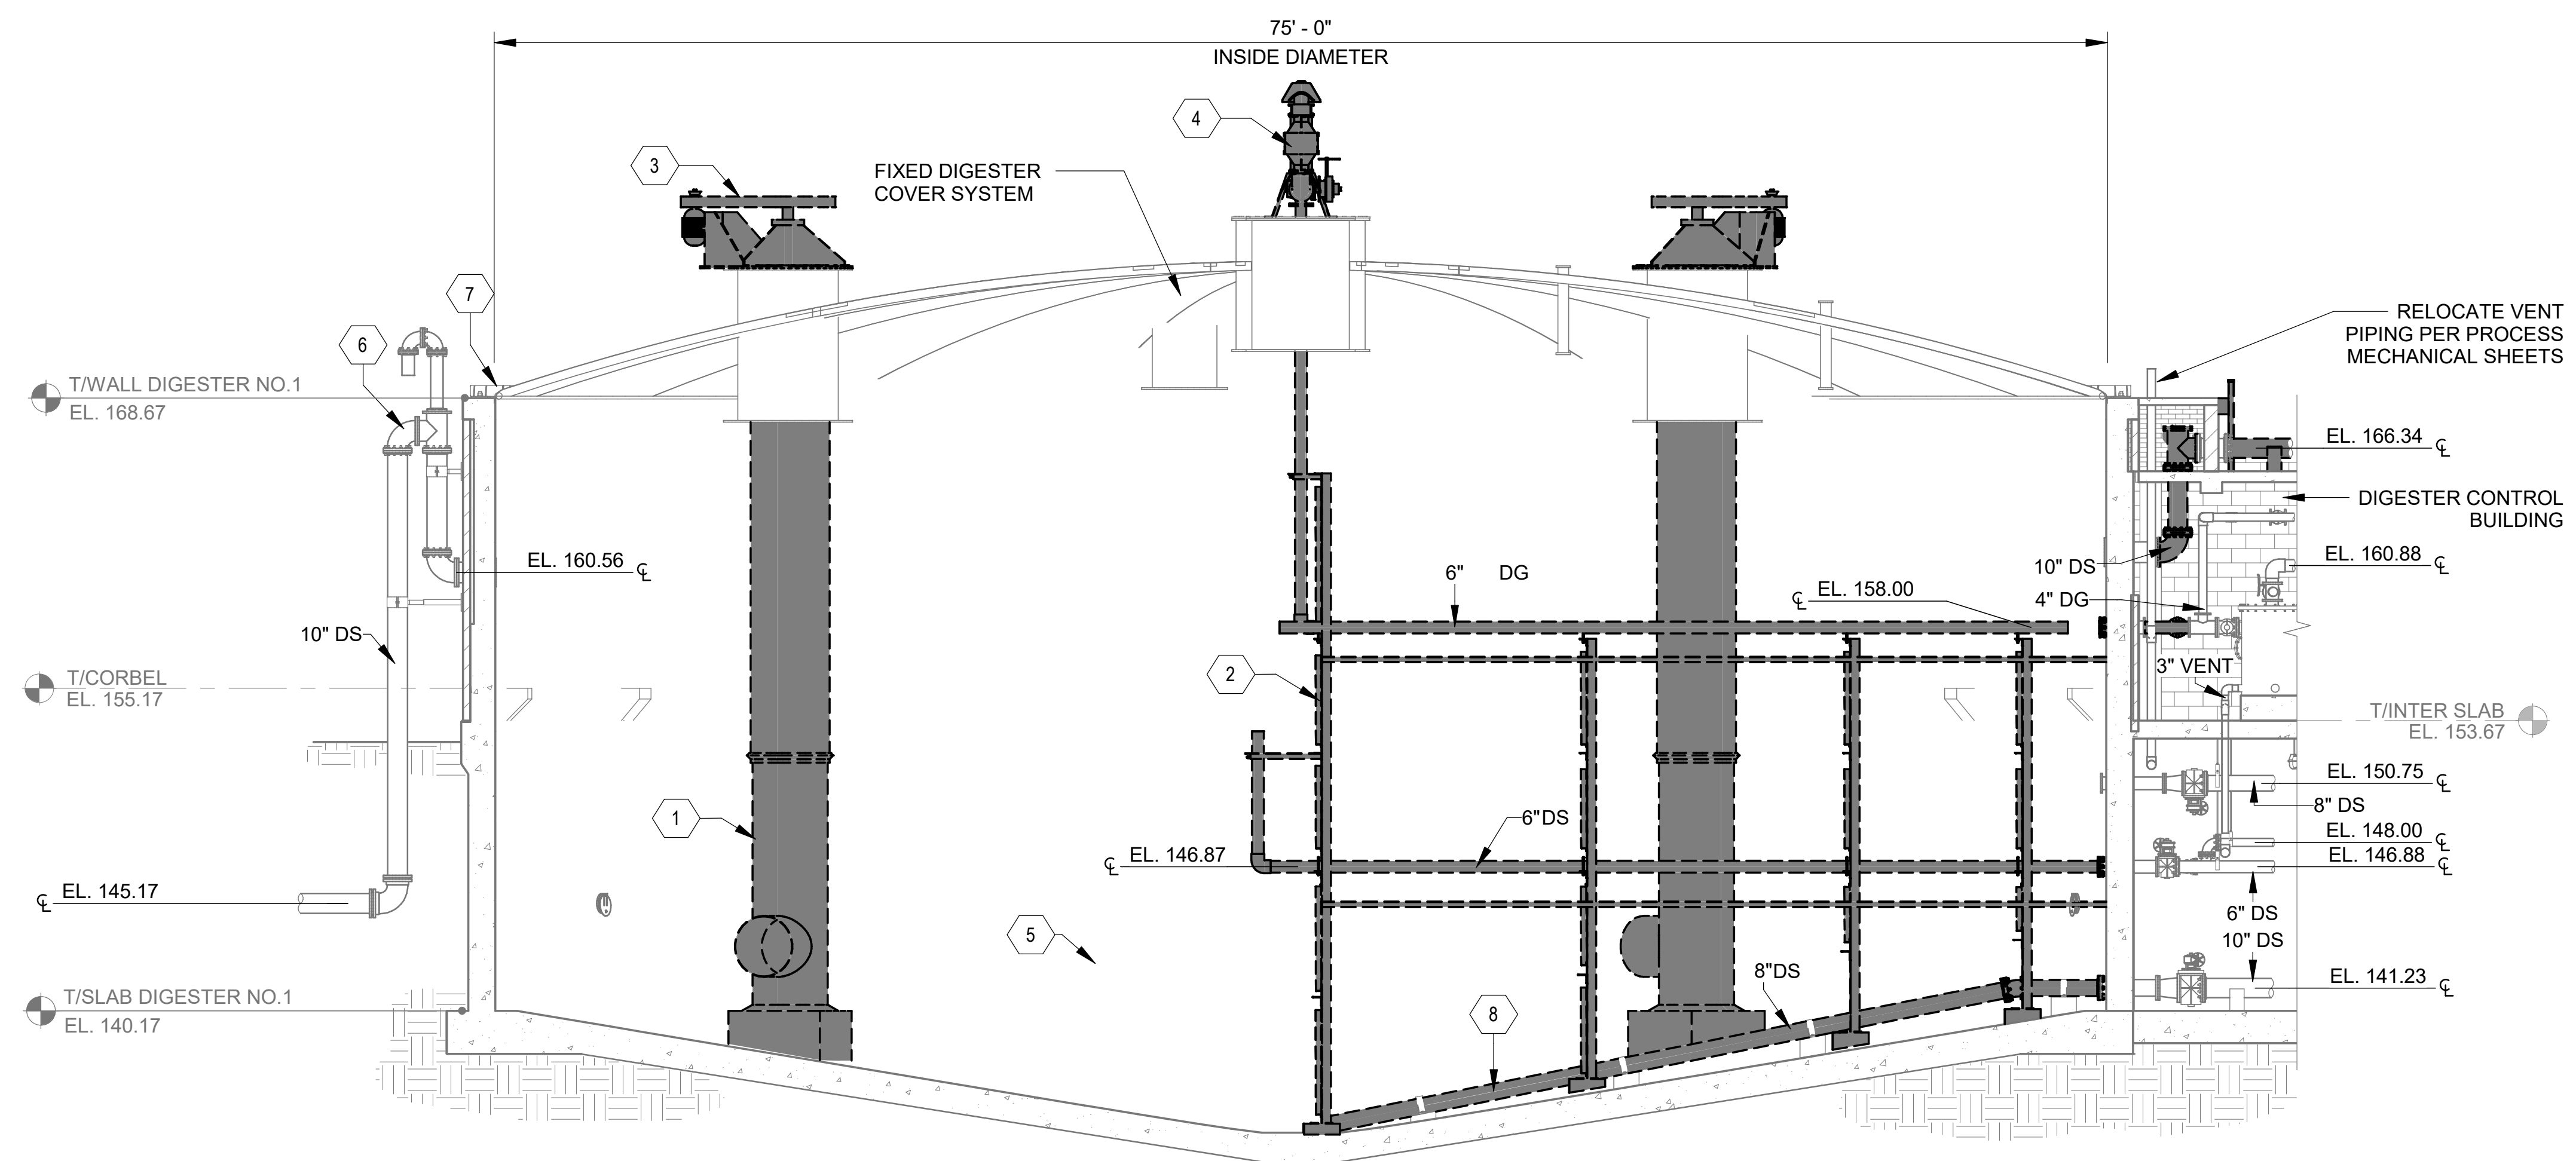 75' - 0"
INSIDE DIAMETER
4
3
FIXED DIGESTER
COVER SYSTEM
7
6
RELOCATE VENT
PIPING PER PROCESS
MECHANICAL SHEETS
T/WALL DIGESTER NO.1
EL. 168.67
EL. 166.34 ℄
DIGESTER CONTROL
BUILDING
EL. 160.56 ℄
EL. 160.88 ℄
10" DS
6" DG
℄ EL. 158.00
4" DG
10" DS
2
3" VENT
T/CORBEL
EL. 155.17
T/INTER SLAB
EL. 153.67
EL. 150.75 ℄
8" DS
1
6"DS
EL. 148.00 ℄
℄ EL. 146.87
EL. 146.88 ℄
℄ EL. 145.17
6" DS
10" DS
5
8"DS
EL. 141.23 ℄
T/SLAB DIGESTER NO.1
EL. 140.17
8